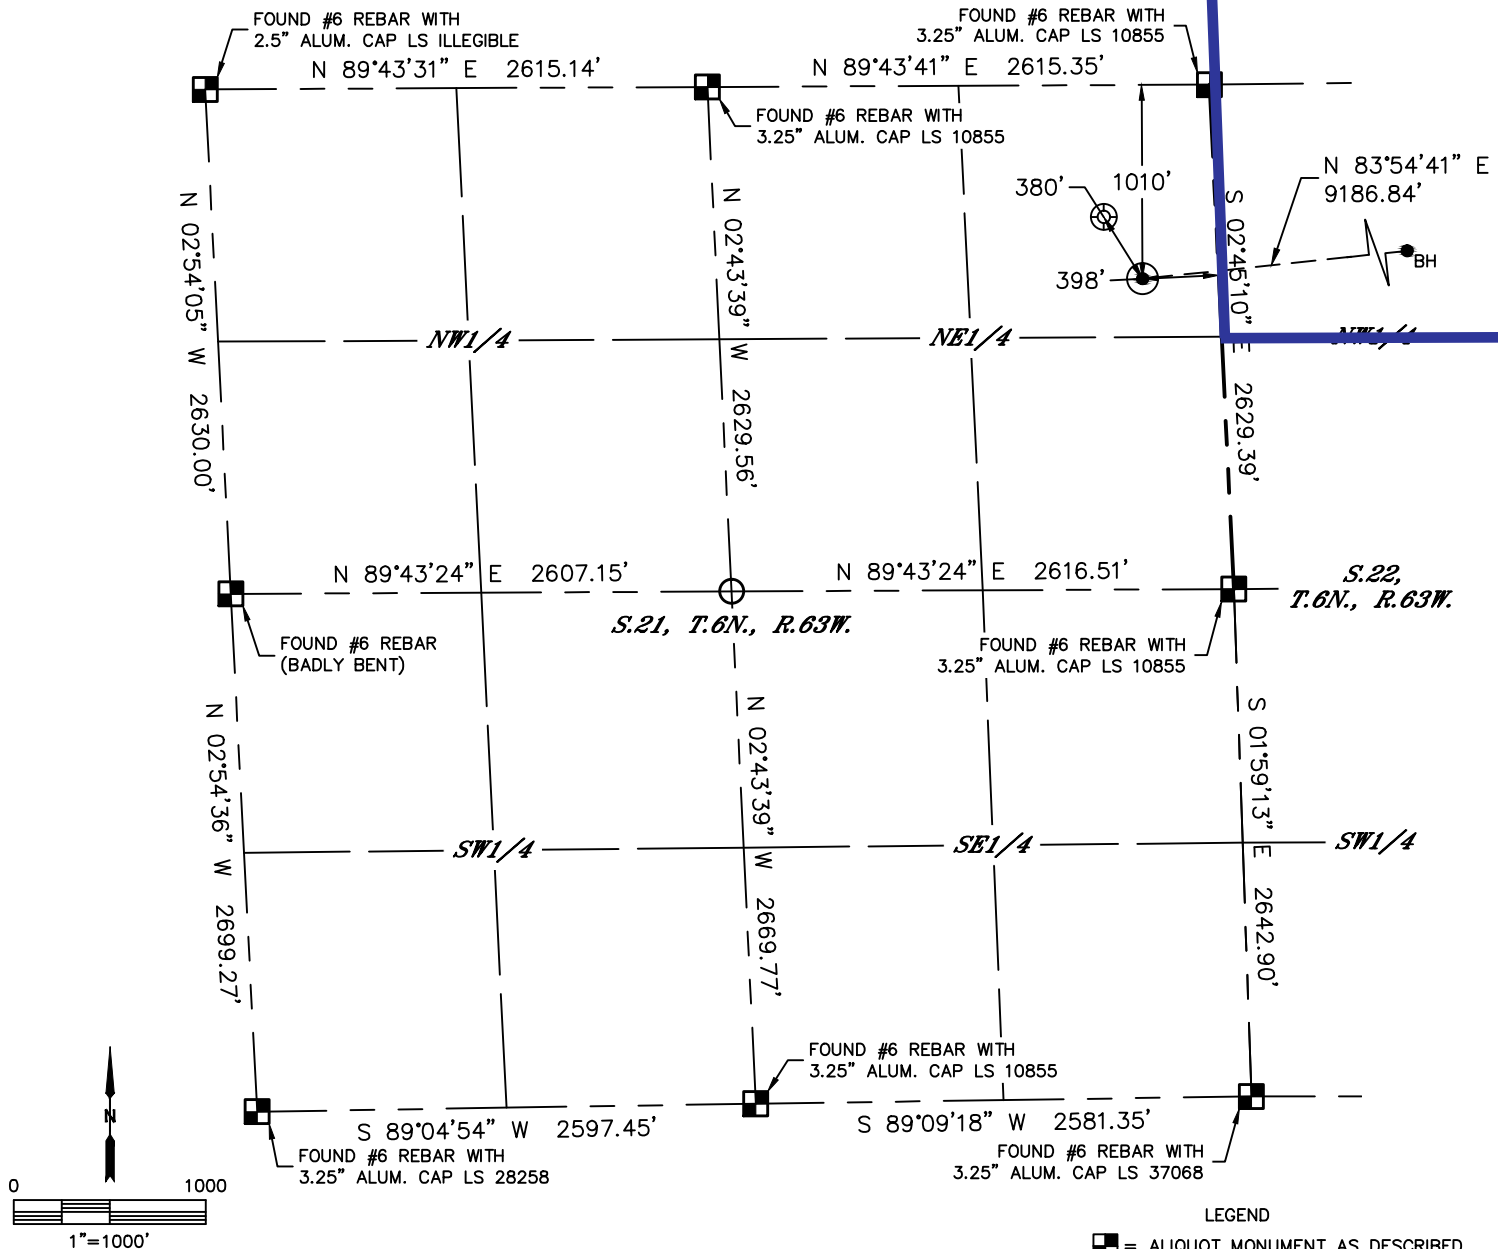 FOUND #6 REBAR WITH
2.5" ALUM. CAP LS ILLEGIBLE
FOUND #6 REBAR WITH
3.25" ALUM. CAP LS 10855
N 89°43'31" E 2615.14'
N 89°43'41" E 2615.35'
FOUND #6 REBAR WITH
3.25" ALUM. CAP LS 10855
N 83°54'41" E
9186.84'
380'
1010'
398'
BH
N 02°54'05" W 2630.00'
N 02°43'39" W 2629.56'
S 02°45'10" E 2629.39'
NW1/4
NE1/4
NW1/4
N 89°43'24" E 2607.15'
N 89°43'24" E 2616.51'
S.22,
T.6N., R.63W.
S.21, T.6N., R.63W.
FOUND #6 REBAR
(BADLY BENT)
FOUND #6 REBAR WITH
3.25" ALUM. CAP LS 10855
N 02°54'36" W 2699.27'
N 02°43'39" W 2669.77'
S 01°59'13" E 2642.90'
SW1/4
SE1/4
SW1/4
FOUND #6 REBAR WITH
3.25" ALUM. CAP LS 10855
S 89°04'54" W 2597.45'
S 89°09'18" W 2581.35'
FOUND #6 REBAR WITH
3.25" ALUM. CAP LS 28258
FOUND #6 REBAR WITH
3.25" ALUM. CAP LS 37068
N
0 1000
1"=1000'
LEGEND
= ALIQUOT MONUMENT AS DESCRIBED